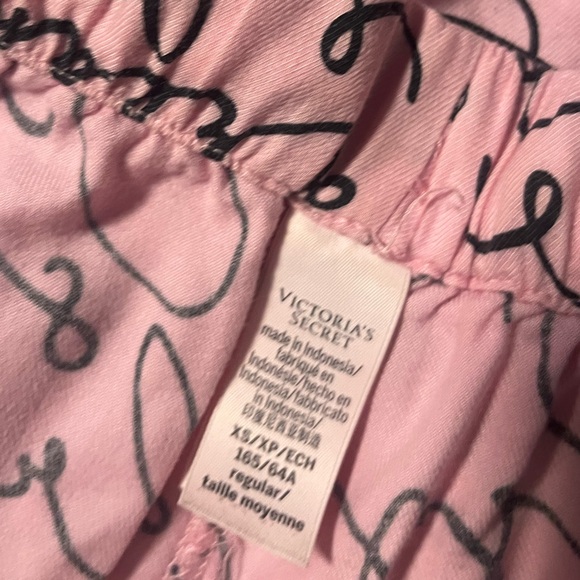 VICTORIA'S
SECRET
made in Indonesia/
fabriqué en
Indonésie/hecho en
Indonesia/fabricato
in Indonesia/
印度尼西亚制造
XS/XP/ECH
165/64A
regular/
taille moyenne